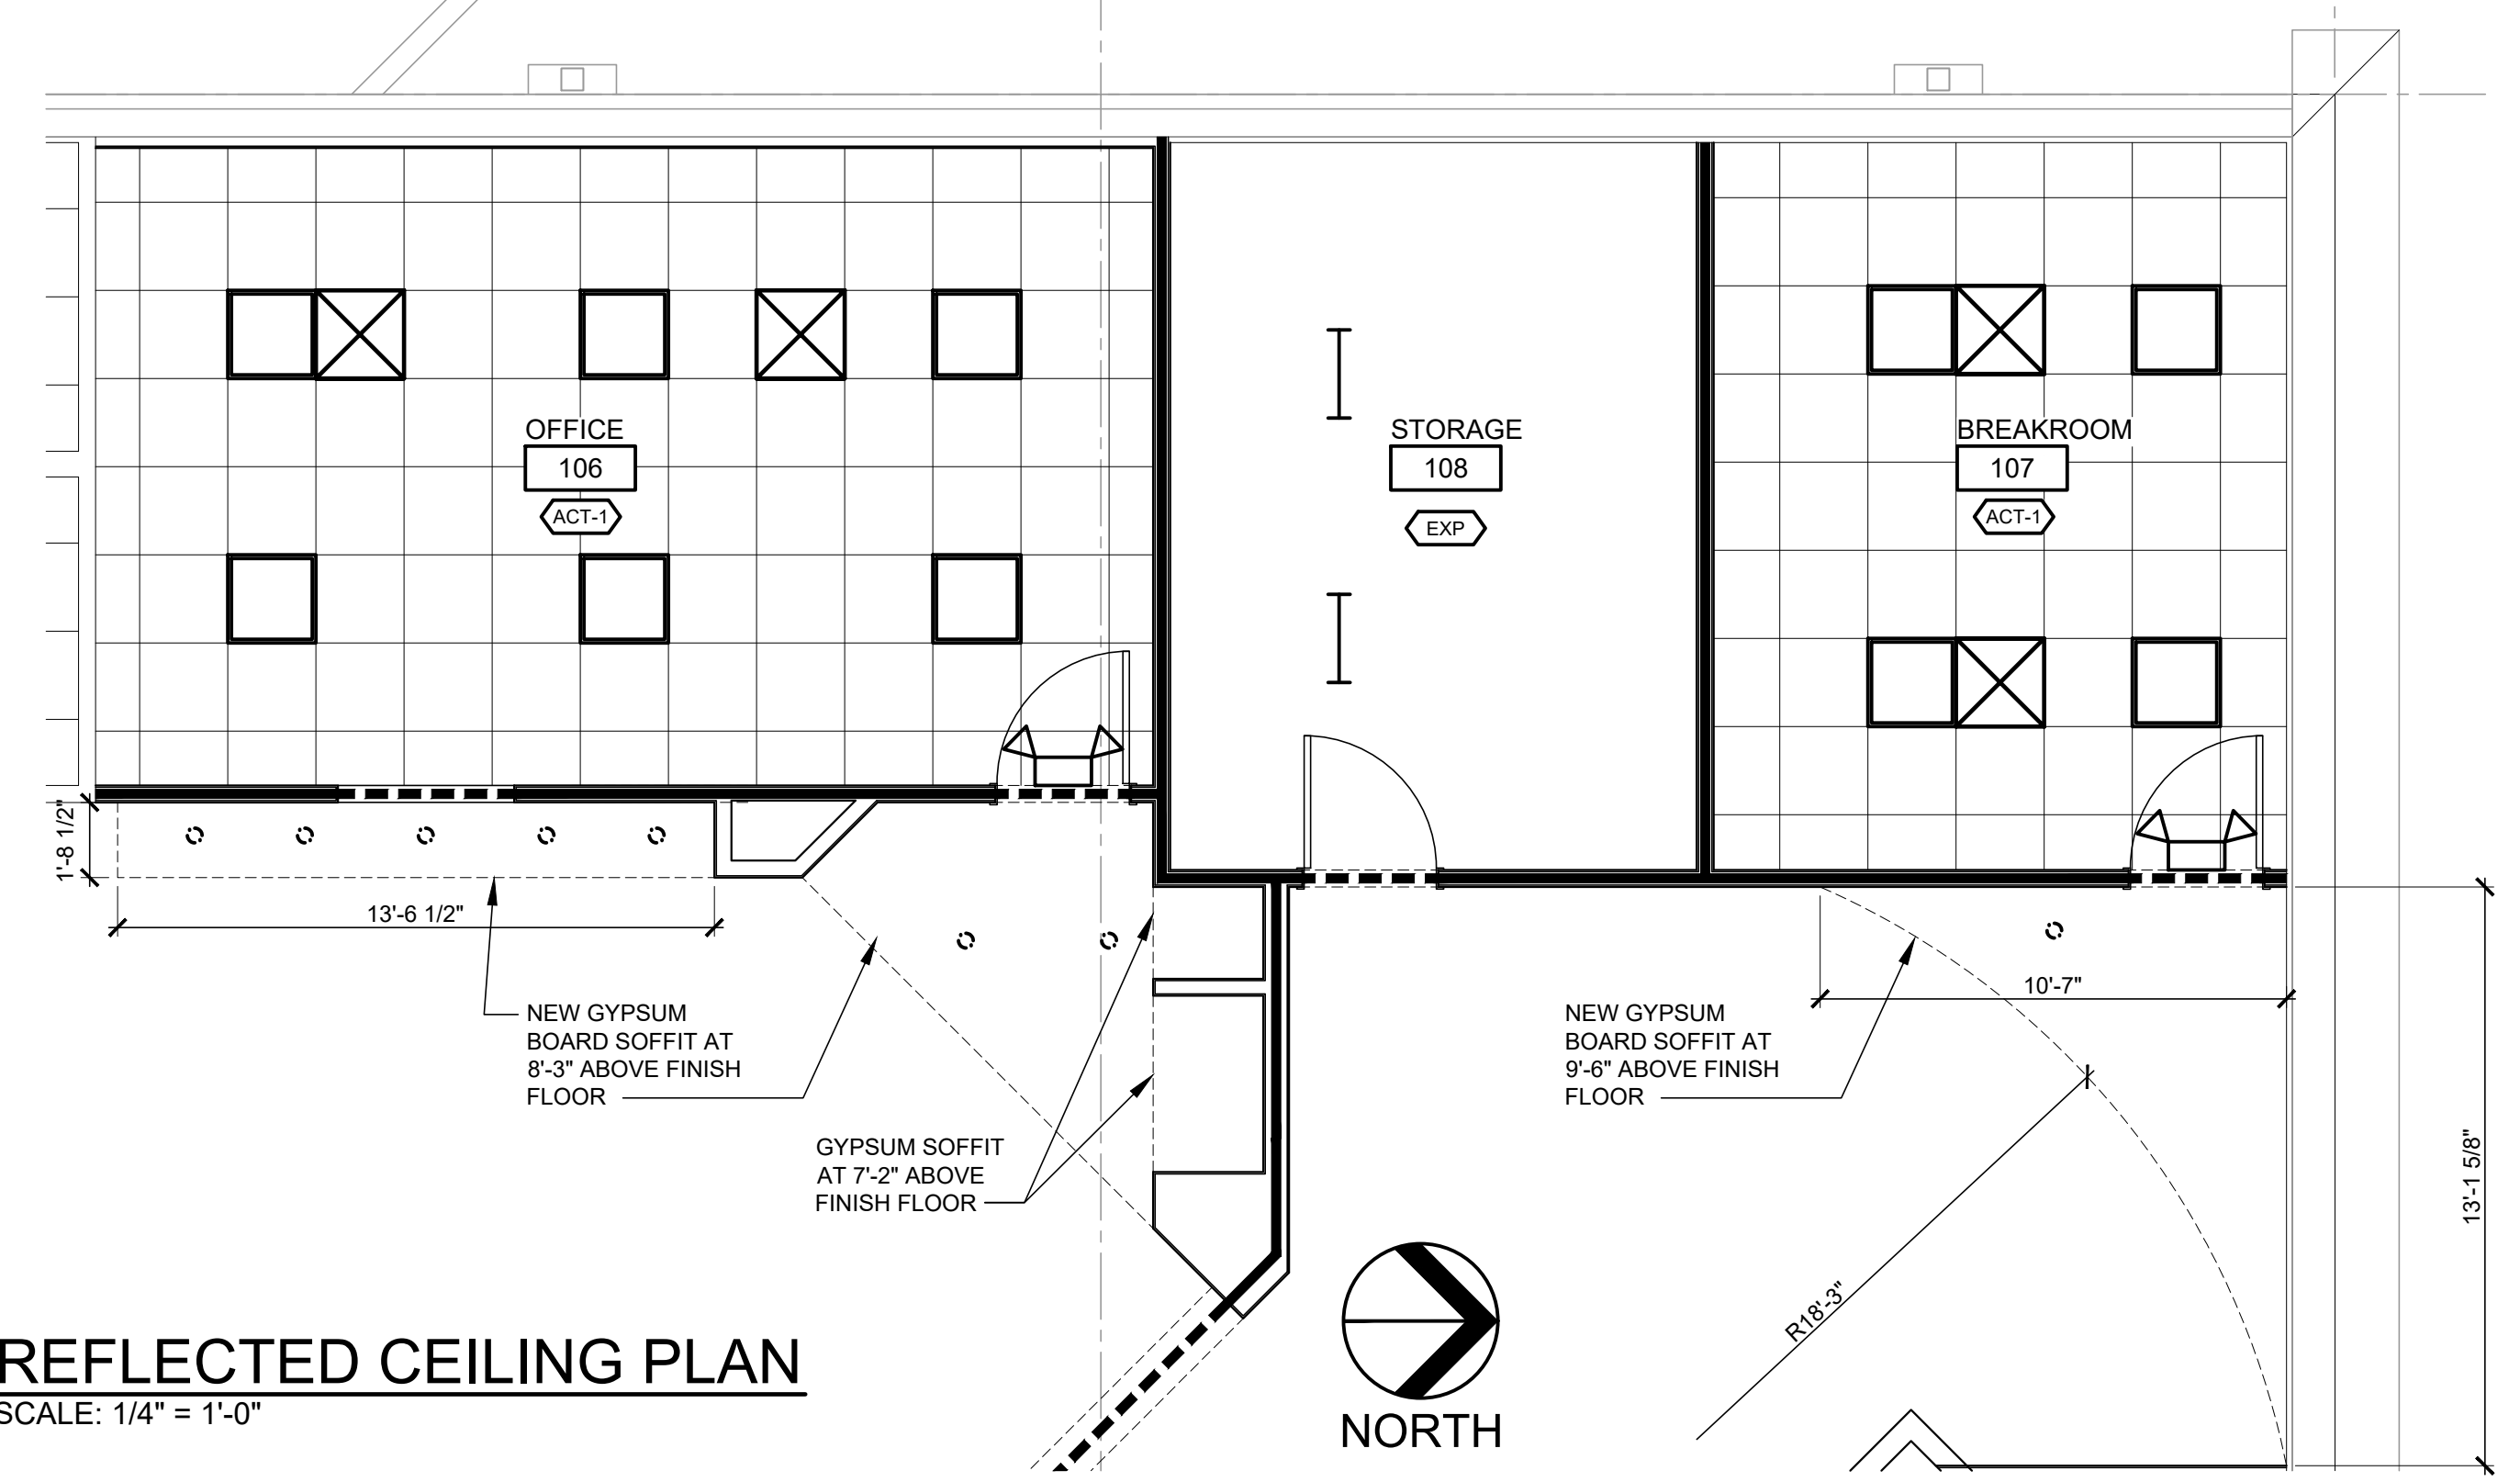 OFFICE
106
ACT-1
STORAGE
108
EXP
BREAKROOM
107
ACT-1
1'-8 1/2"
13'-6 1/2"
NEW GYPSUM
BOARD SOFFIT AT
8'-3" ABOVE FINISH
FLOOR
GYPSUM SOFFIT
AT 7'-2" ABOVE
FINISH FLOOR
10'-7"
NEW GYPSUM
BOARD SOFFIT AT
9'-6" ABOVE FINISH
FLOOR
13'-1 5/8"
R18'-3"
NORTH
REFLECTED CEILING PLAN
SCALE: 1/4" = 1'-0"